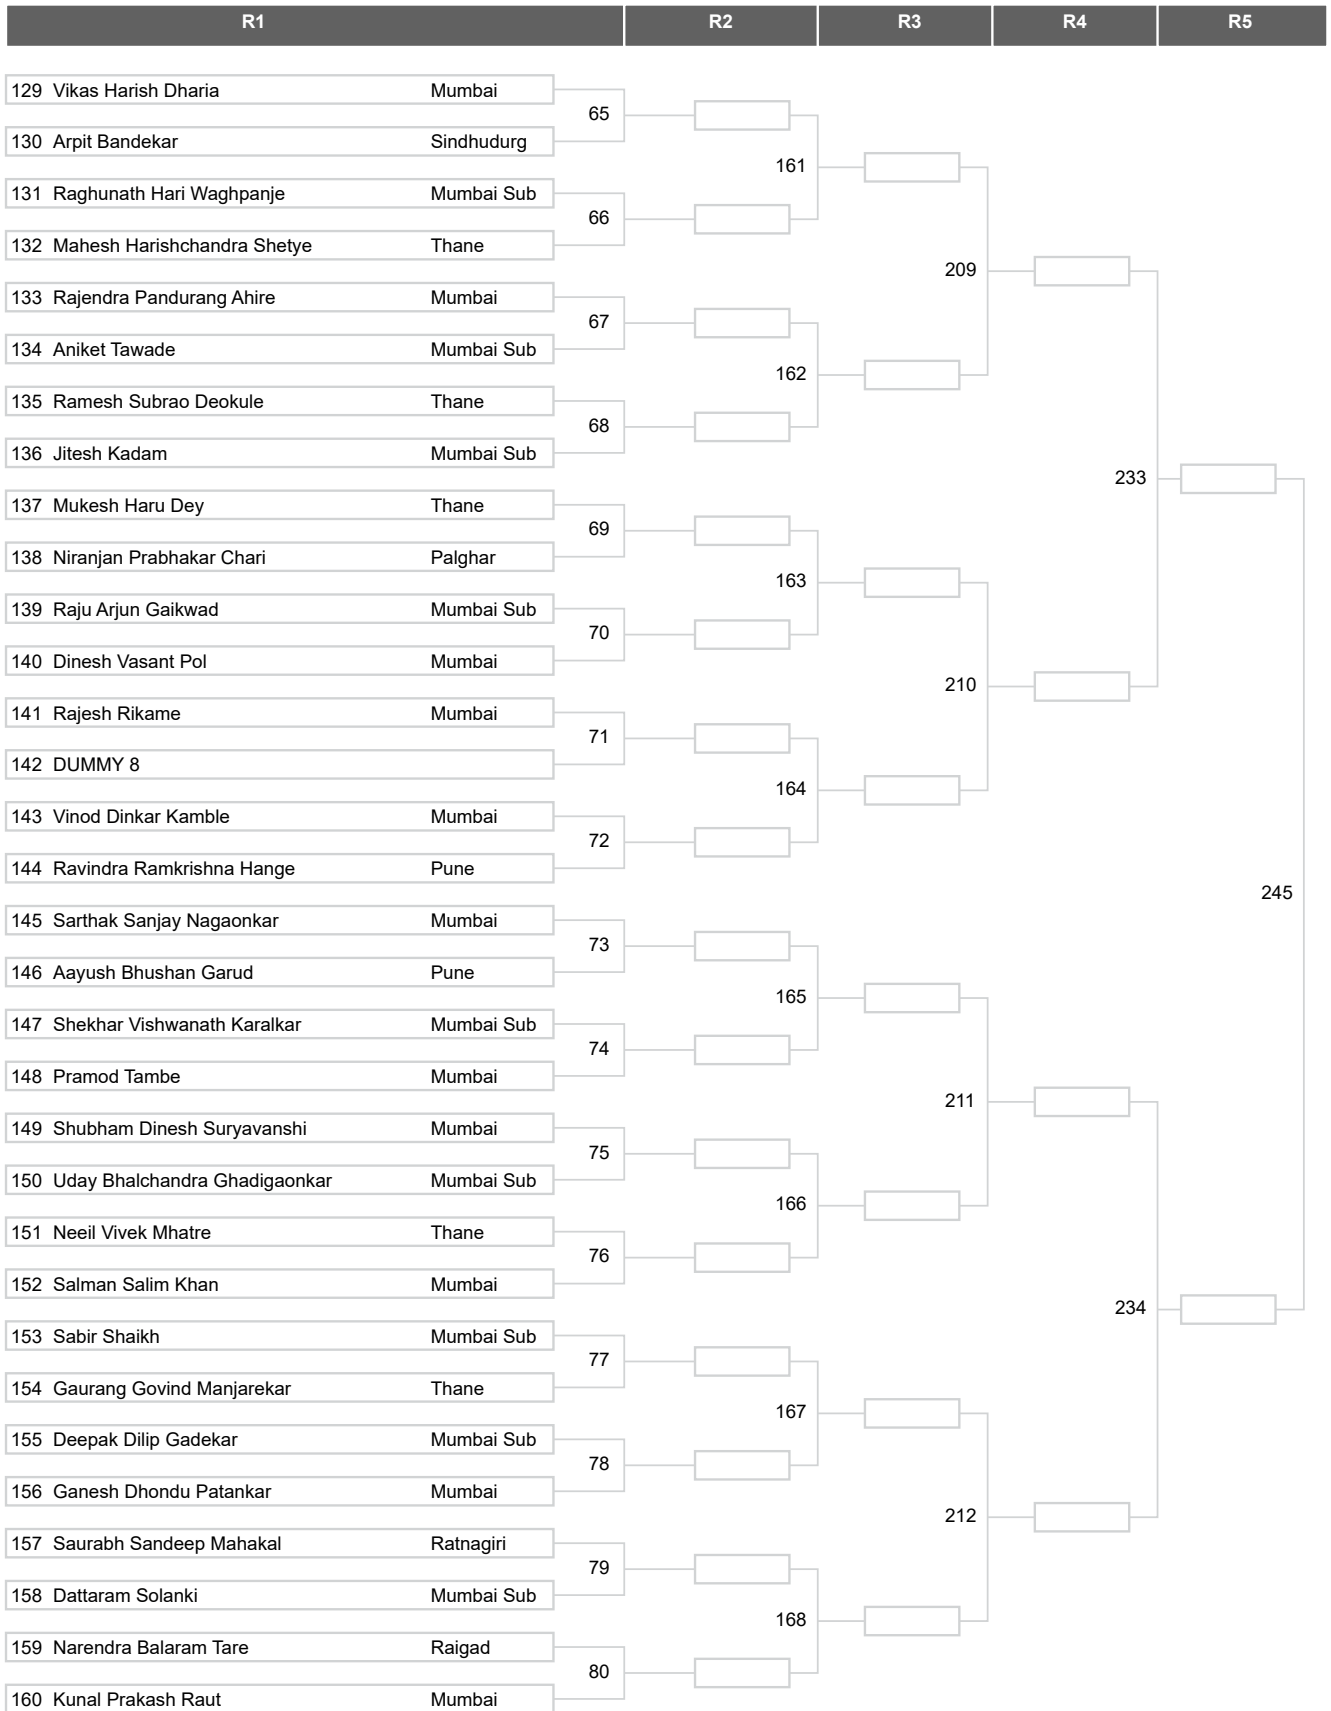 R1 R2 R3 R4 R5
129 Vikas Harish Dharia Mumbai
65
130 Arpit Bandekar Sindhudurg
161
131 Raghunath Hari Waghpanje Mumbai Sub
66
132 Mahesh Harishchandra Shetye Thane
209
133 Rajendra Pandurang Ahire Mumbai
67
134 Aniket Tawade Mumbai Sub
162
135 Ramesh Subrao Deokule Thane
68
136 Jitesh Kadam Mumbai Sub
233
137 Mukesh Haru Dey Thane
69
138 Niranjan Prabhakar Chari Palghar
163
139 Raju Arjun Gaikwad Mumbai Sub
70
140 Dinesh Vasant Pol Mumbai
210
141 Rajesh Rikame Mumbai
71
142 DUMMY 8
164
143 Vinod Dinkar Kamble Mumbai
72
144 Ravindra Ramkrishna Hange Pune
245
145 Sarthak Sanjay Nagaonkar Mumbai
73
146 Aayush Bhushan Garud Pune
165
147 Shekhar Vishwanath Karalkar Mumbai Sub
74
148 Pramod Tambe Mumbai
211
149 Shubham Dinesh Suryavanshi Mumbai
75
150 Uday Bhalchandra Ghadigaonkar Mumbai Sub
166
151 Neeil Vivek Mhatre Thane
76
152 Salman Salim Khan Mumbai
234
153 Sabir Shaikh Mumbai Sub
77
154 Gaurang Govind Manjarekar Thane
167
155 Deepak Dilip Gadekar Mumbai Sub
78
156 Ganesh Dhondu Patankar Mumbai
212
157 Saurabh Sandeep Mahakal Ratnagiri
79
158 Dattaram Solanki Mumbai Sub
168
159 Narendra Balaram Tare Raigad
80
160 Kunal Prakash Raut Mumbai